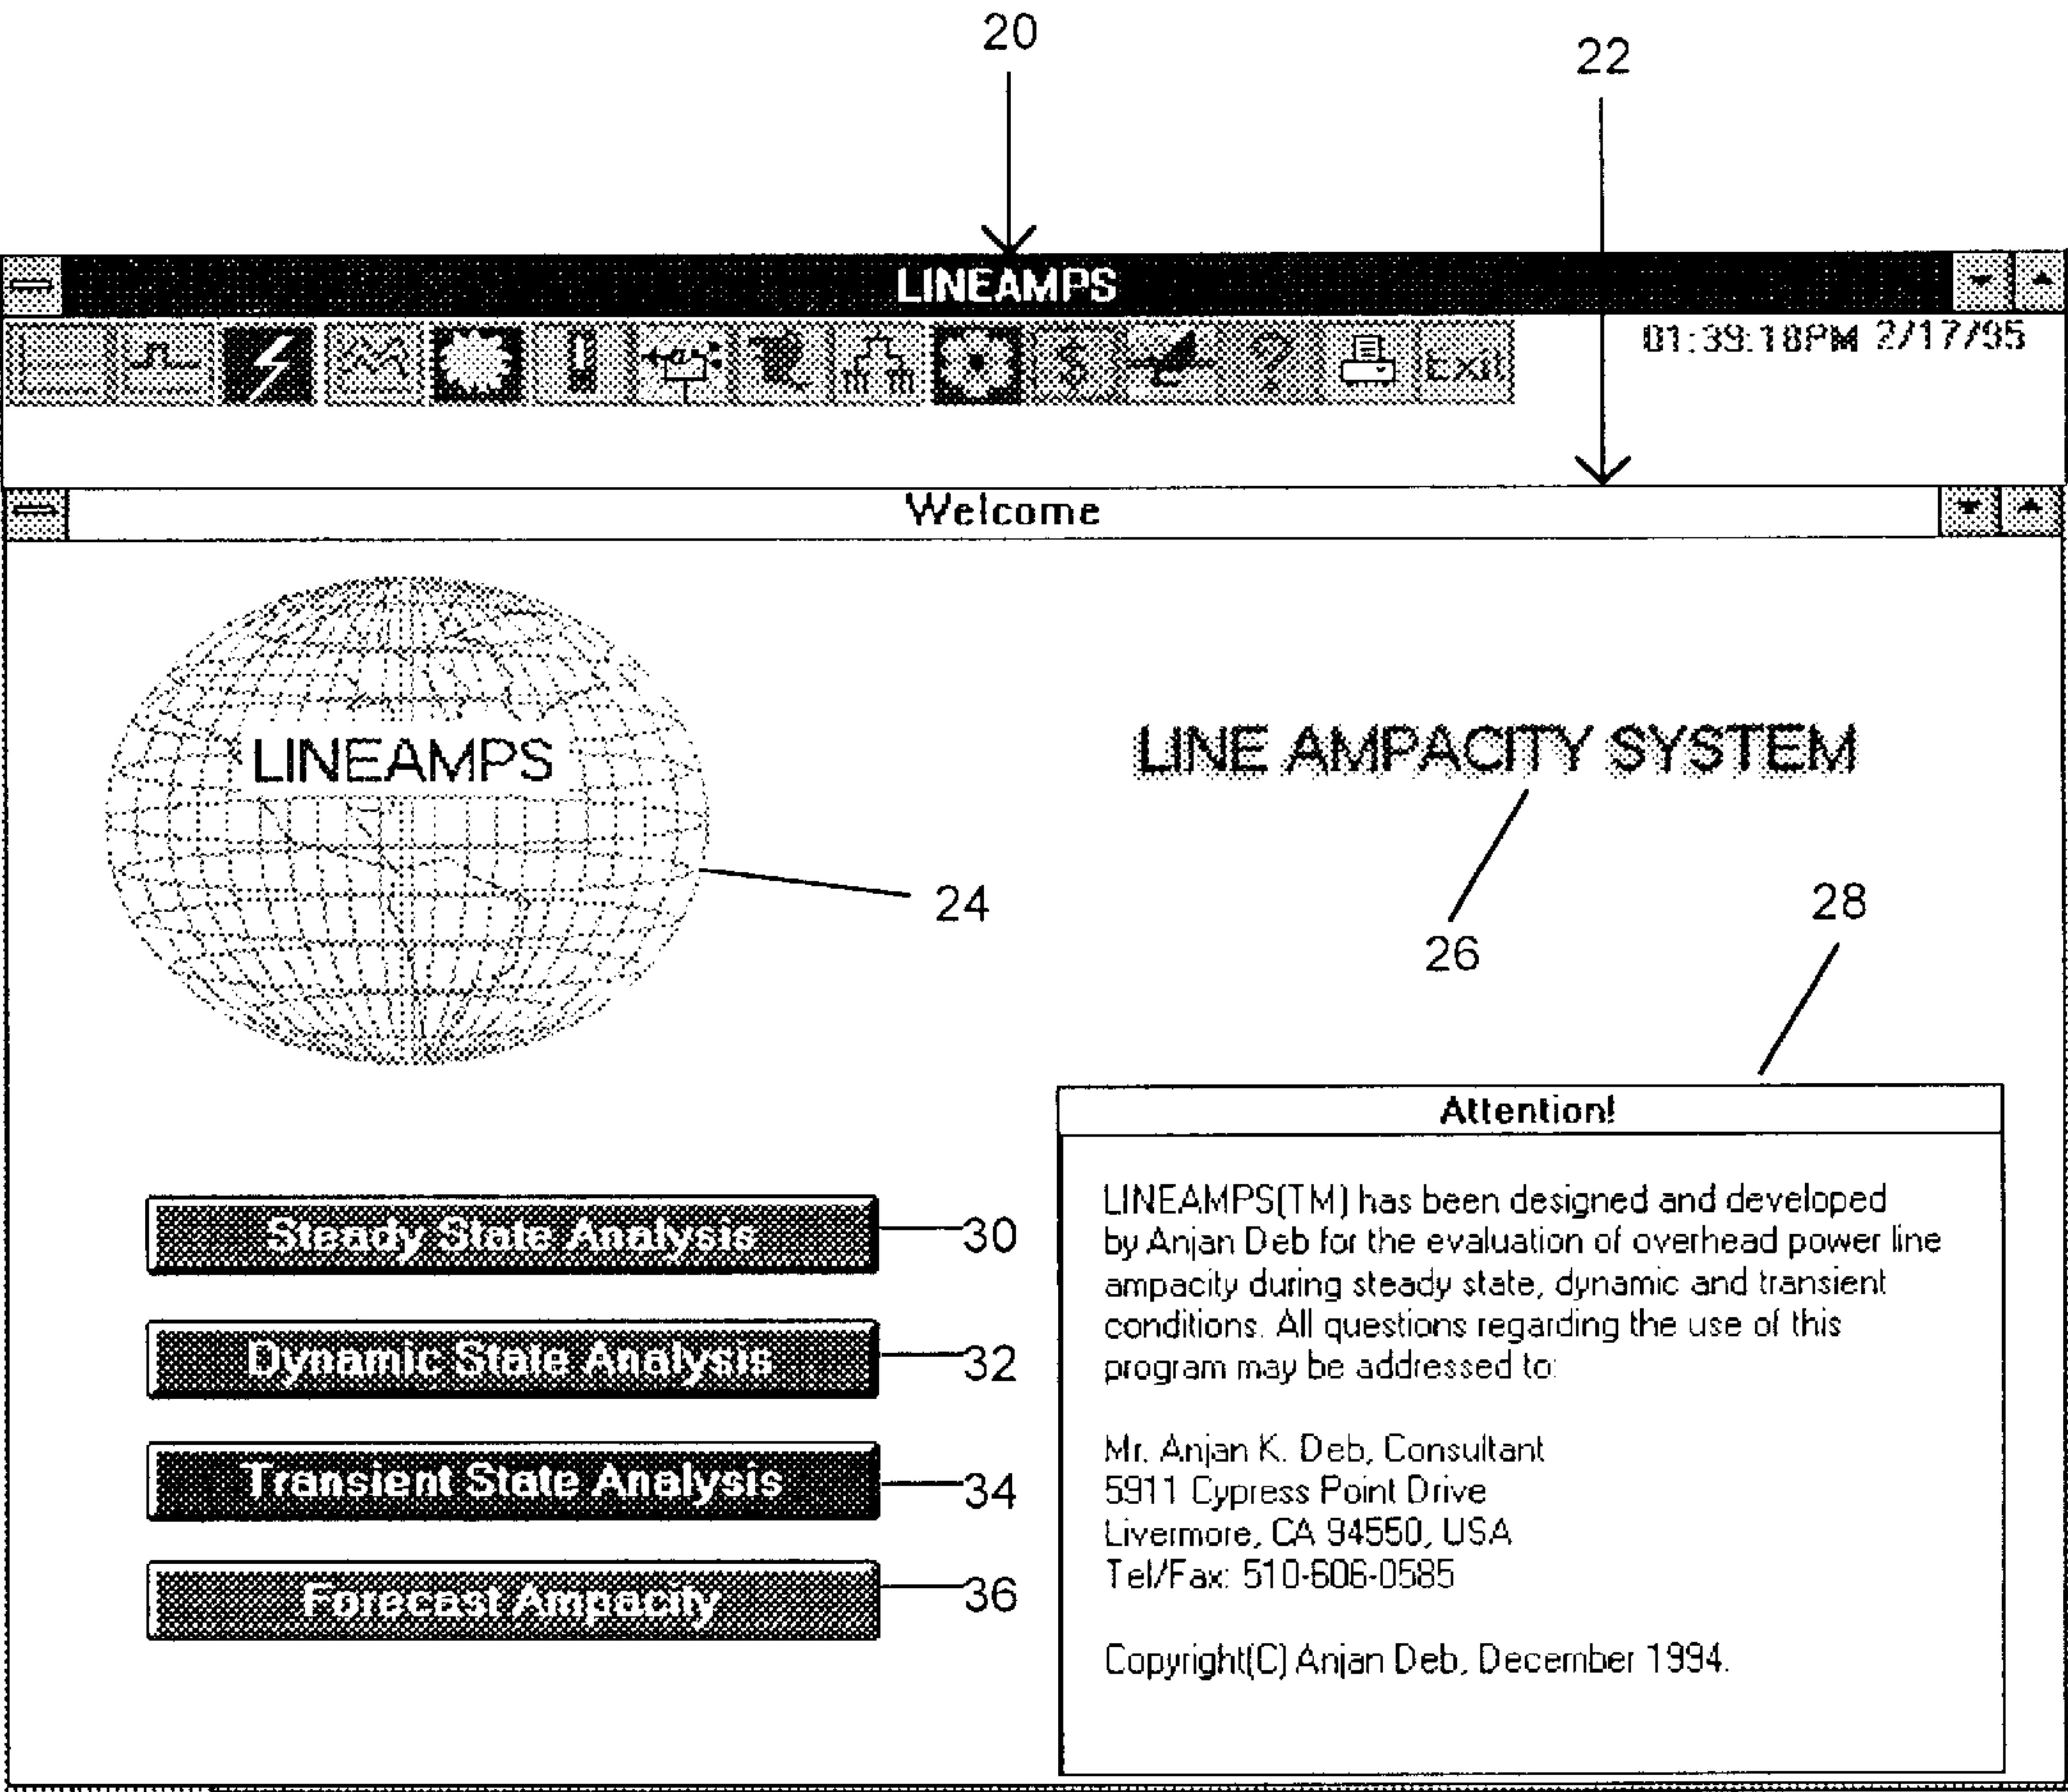 20
22
LINEAMPS
? Exit 01:39:18PM 2/17/95
Welcome
LINEAMPS
LINE AMPACITY SYSTEM
24
26
28
Attention!
LINEAMPS(TM) has been designed and developed
by Anjan Deb for the evaluation of overhead power line
ampacity during steady state, dynamic and transient
conditions. All questions regarding the use of this
program may be addressed to:
Mr. Anjan K. Deb, Consultant
5911 Cypress Point Drive
Livermore, CA 94550, USA
Tel/Fax: 510-606-0585
Copyright(C) Anjan Deb, December 1994.
Steady State Analysis
30
Dynamic State Analysis
32
Transient State Analysis
34
Forecast Ampacity
36